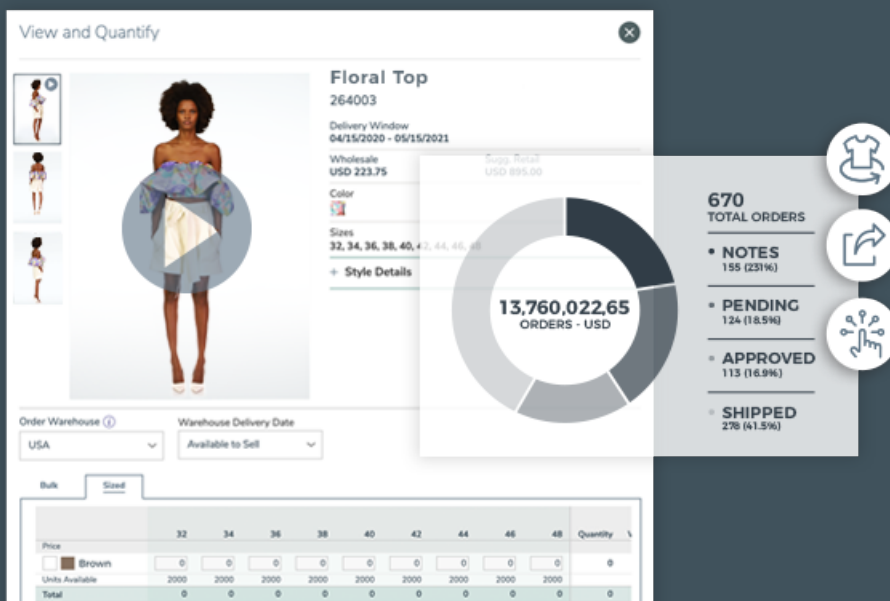 View and Quantify
Floral Top
264003
Delivery Window
04/15/2020 - 05/15/2021
Wholesale
USD 223.75
Sugg. Retail
USD 895.00
Color
Sizes
32, 34, 36, 38, 40, 42, 44, 46, 48
+ Style Details
13,760,022,65
ORDERS - USD
670
TOTAL ORDERS
• NOTES
155 (231%)
• PENDING
124 (18.5%)
• APPROVED
113 (16.9%)
• SHIPPED
278 (41.5%)
Order Warehouse i
Warehouse Delivery Date
USA
Available to Sell
Bulk
Sized
32 34 36 38 40 42 44 46 48 Quantity
Price
Brown 0 0 0 0 0 0 0 0 0 0
Units Available 2000 2000 2000 2000 2000 2000 2000 2000 2000
Total 0 0 0 0 0 0 0 0 0 0